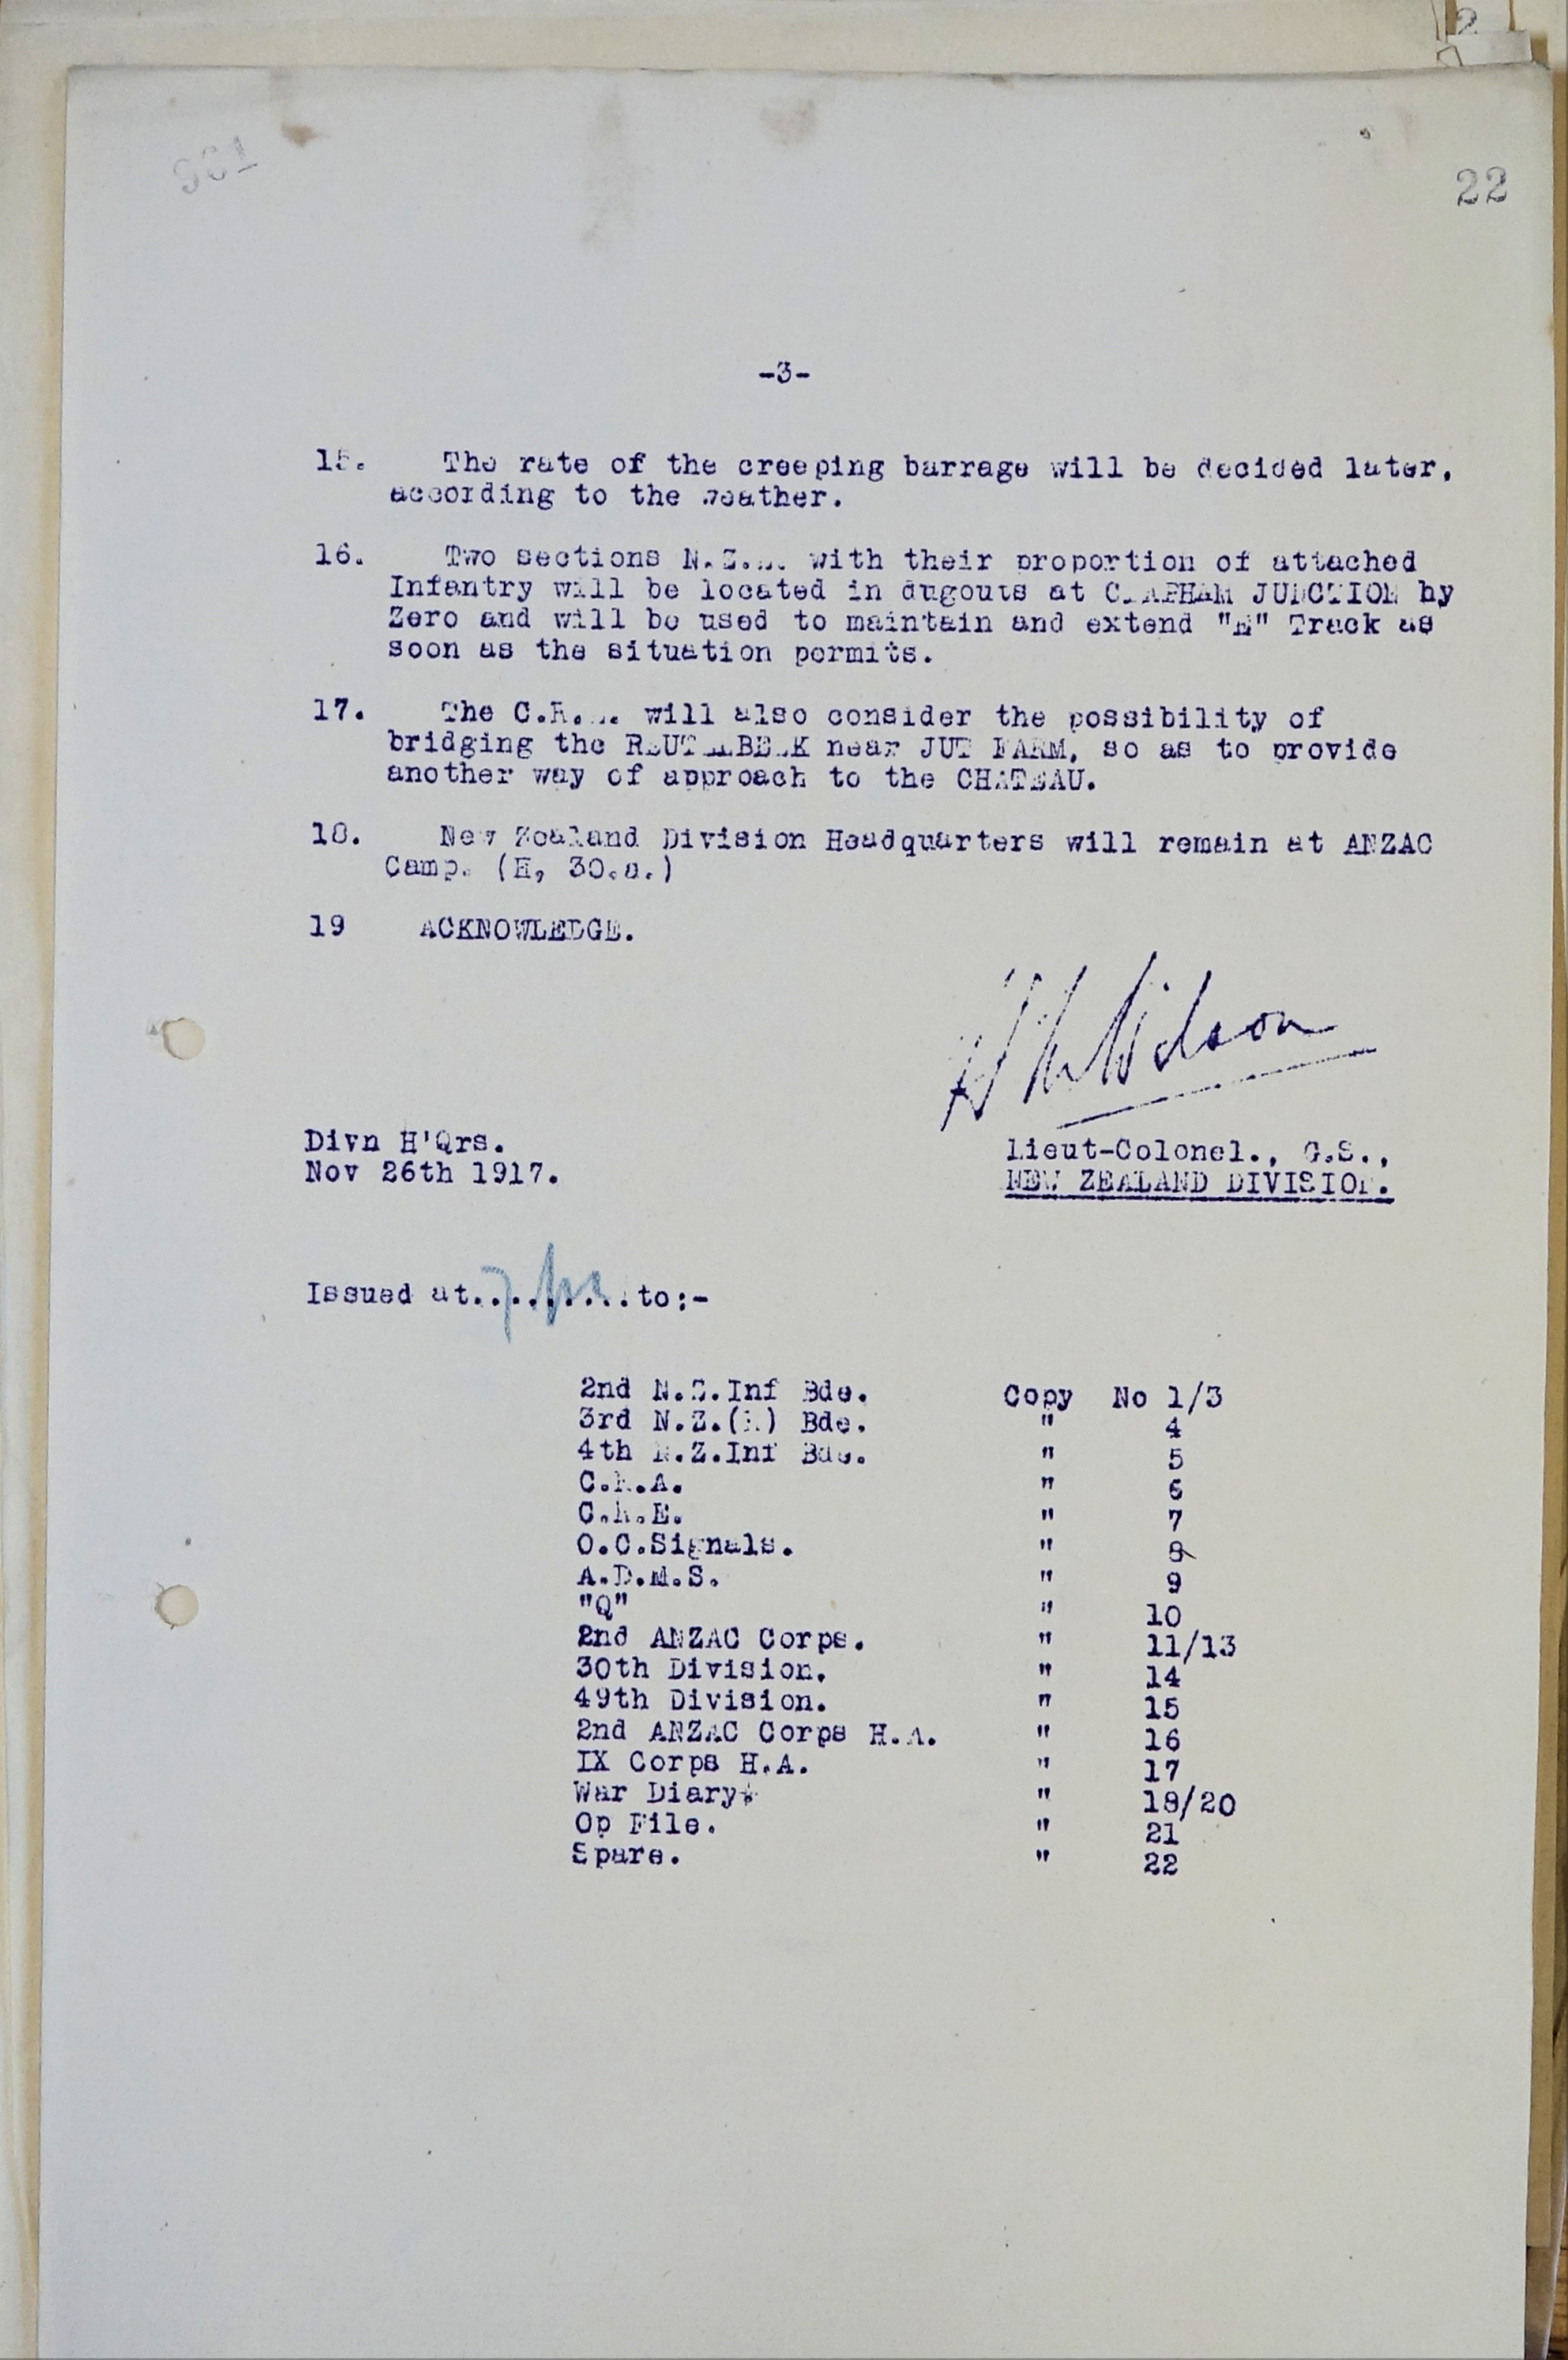 22
-3-
15. The rate of the creeping barrage will be decided later,
according to the weather.
16. Two sections with their proportion of attached
Infantry will be located in dugouts at CLAPHAM JUNCTION by
Zero and will be used to maintain and extend Track as
soon as the situation permits.
17. The C.R.E. will also consider the possibility of
bridging the REUTELBEEK near JUT FARM, so as to provide
another way of approach to the CHATEAU.
18. New Zealand Division Headquarters will remain at ANZAC
Camp. (H, 30.a.)
19 ACKNOWLEDGE.
Wilson
Divn H'Qrs.
Nov 26th 1917.
Lieut-Colonel., G.S.,
NEW ZEALAND DIVISION.
Issued at.......... to:-
2nd N.Z.Inf Bde. Copy No 1/3
3rd N.Z.(R) Bde. " 4
4th N.Z.Inf Bde. " 5
C.R.A. " 6
C.R.E. " 7
O.C.Signals. " 8
A.D.M.S. " 9
"Q" " 10
2nd ANZAC Corps. " 11/13
30th Division. " 14
49th Division. " 15
2nd ANZAC Corps H.A. " 16
IX Corps H.A. " 17
War Diary. " 18/20
Op File. " 21
Spare. " 22